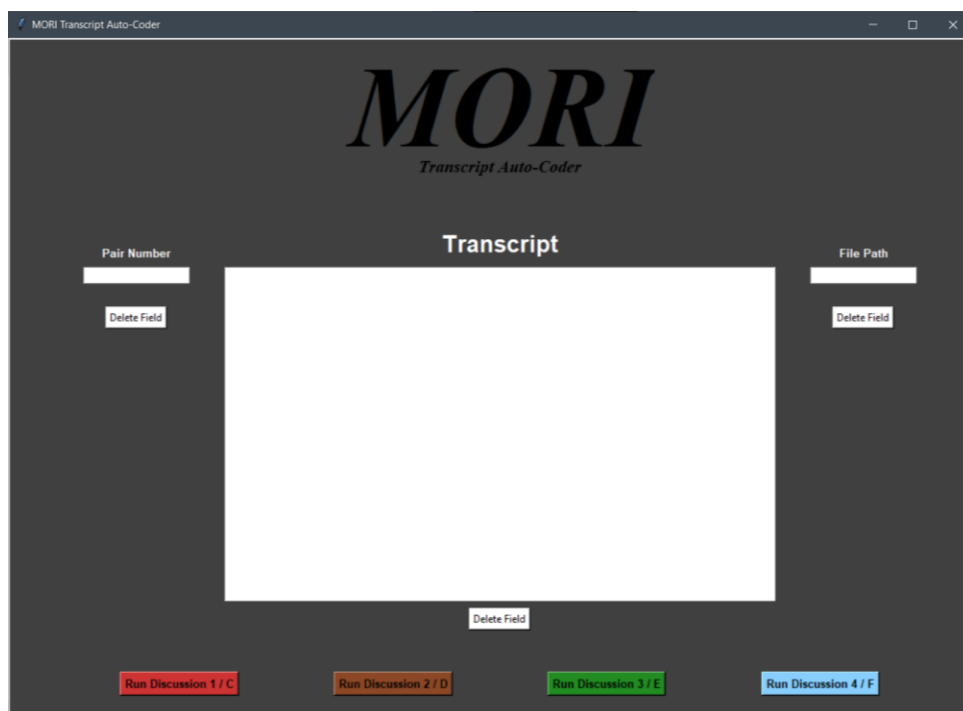 MORI Transcript Auto-Coder
MORI
Transcript Auto-Coder
Transcript
Pair Number
File Path
Delete Field
Delete Field
Delete Field
Run Discussion 1 / C
Run Discussion 2 / D
Run Discussion 3 / E
Run Discussion 4 / F